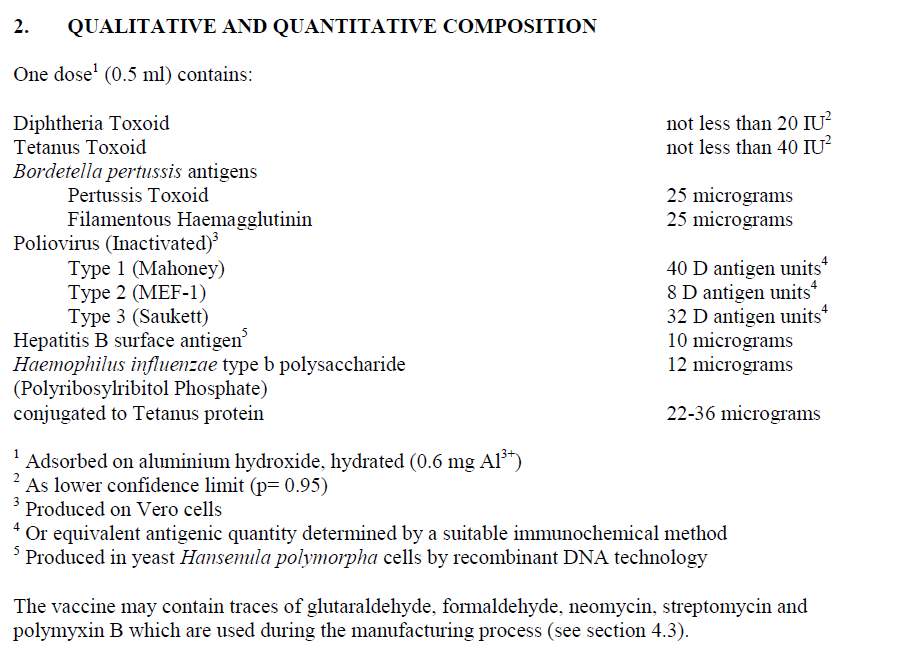 2. QUALITATIVE AND QUANTITATIVE COMPOSITION
One dose¹ (0.5 ml) contains:
Diphtheria Toxoid not less than 20 IU²
Tetanus Toxoid not less than 40 IU²
Bordetella pertussis antigens
Pertussis Toxoid 25 micrograms
Filamentous Haemagglutinin 25 micrograms
Poliovirus (Inactivated)³
Type 1 (Mahoney) 40 D antigen units⁴
Type 2 (MEF-1) 8 D antigen units⁴
Type 3 (Saukett) 32 D antigen units⁴
Hepatitis B surface antigen⁵ 10 micrograms
Haemophilus influenzae type b polysaccharide 12 micrograms
(Polyribosylribitol Phosphate)
conjugated to Tetanus protein 22-36 micrograms
¹ Adsorbed on aluminium hydroxide, hydrated (0.6 mg Al³⁺)
² As lower confidence limit (p= 0.95)
³ Produced on Vero cells
⁴ Or equivalent antigenic quantity determined by a suitable immunochemical method
⁵ Produced in yeast Hansenula polymorpha cells by recombinant DNA technology
The vaccine may contain traces of glutaraldehyde, formaldehyde, neomycin, streptomycin and
polymyxin B which are used during the manufacturing process (see section 4.3).